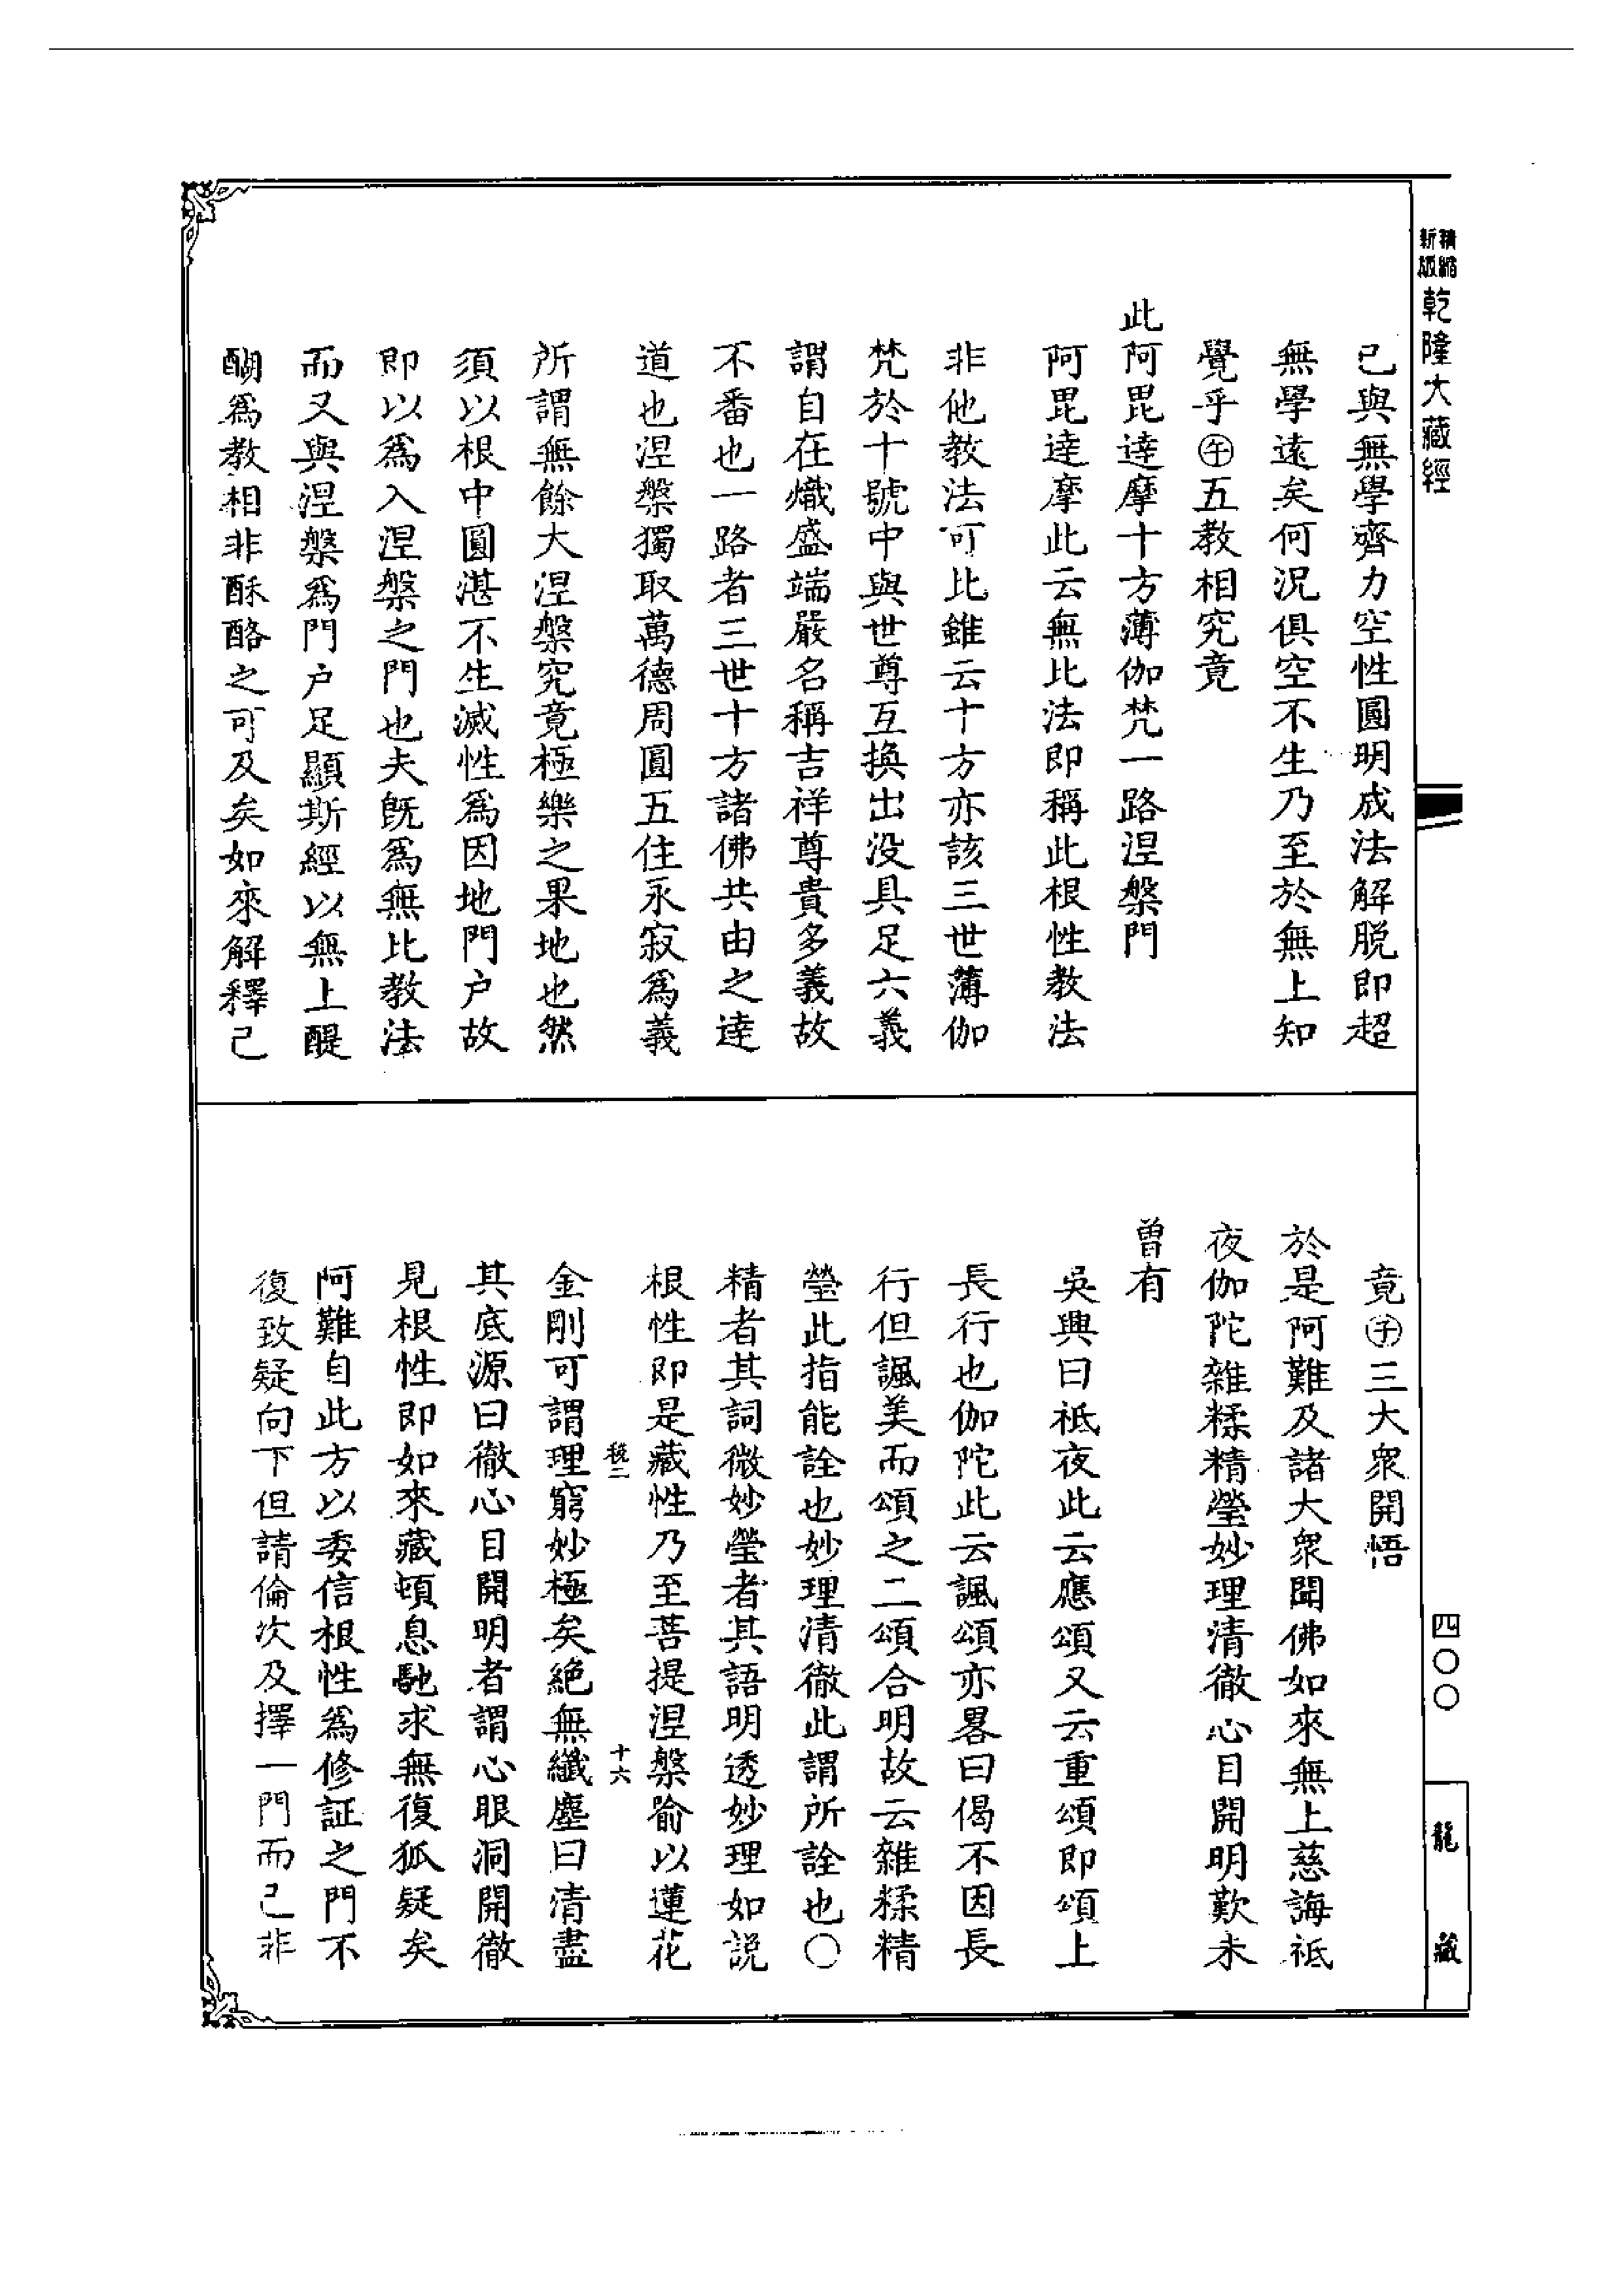 精縮新版乾隆大藏經
已與無學齊力空性圓明成法解脫即超
無學遠矣何況俱空不生乃至於無上知
覺乎㊉五教相究竟
此阿毘達摩十方薄伽梵一路涅槃門
阿毘達摩此云無比法即稱此根性教法
非他教法可比雖云十方亦該三世薄伽
梵於十號中與世尊互換出没具足六義
謂自在熾盛端嚴名稱吉祥尊貴多義故
不番也一路者三世十方諸佛共由之逹
道也涅槃獨取萬德周圓五住永寂爲義
所謂無餘大涅槃究竟極樂之果地也然
須以根中圓湛不生滅性爲因地門户故
即以爲入涅槃之門也夫旣爲無比教法
而又與涅槃爲門户足顯斯經以無上醍
醐爲教相非酥酪之可及矣如來解釋已
竟子三大衆開悟
於是阿難及諸大衆聞佛如來無上慈誨祗
夜伽陀雜糅精瑩妙理清徹心目開明歎未
曾有
吳興曰祗夜此云應頌又云重頌即頌上
長行也伽陀此云諷頌亦畧曰偈不因長
行但諷美而頌之二頌合明故云雜糅精
瑩此指能詮也妙理清徹此謂所詮也〇
精者其詞微妙瑩者其語明透妙理如説
根性即是藏性乃至菩提涅槃喻以蓮花
十六
金剛可謂理窮妙極矣絶無纖塵曰清盡
其底源曰徹心目開明者謂心眼洞開徹
見根性即如來藏頓息馳求無復狐疑矣
阿難自此方以委信根性爲修証之門不
復致疑向下但請倫次及擇一門而已非
四〇〇
龍藏